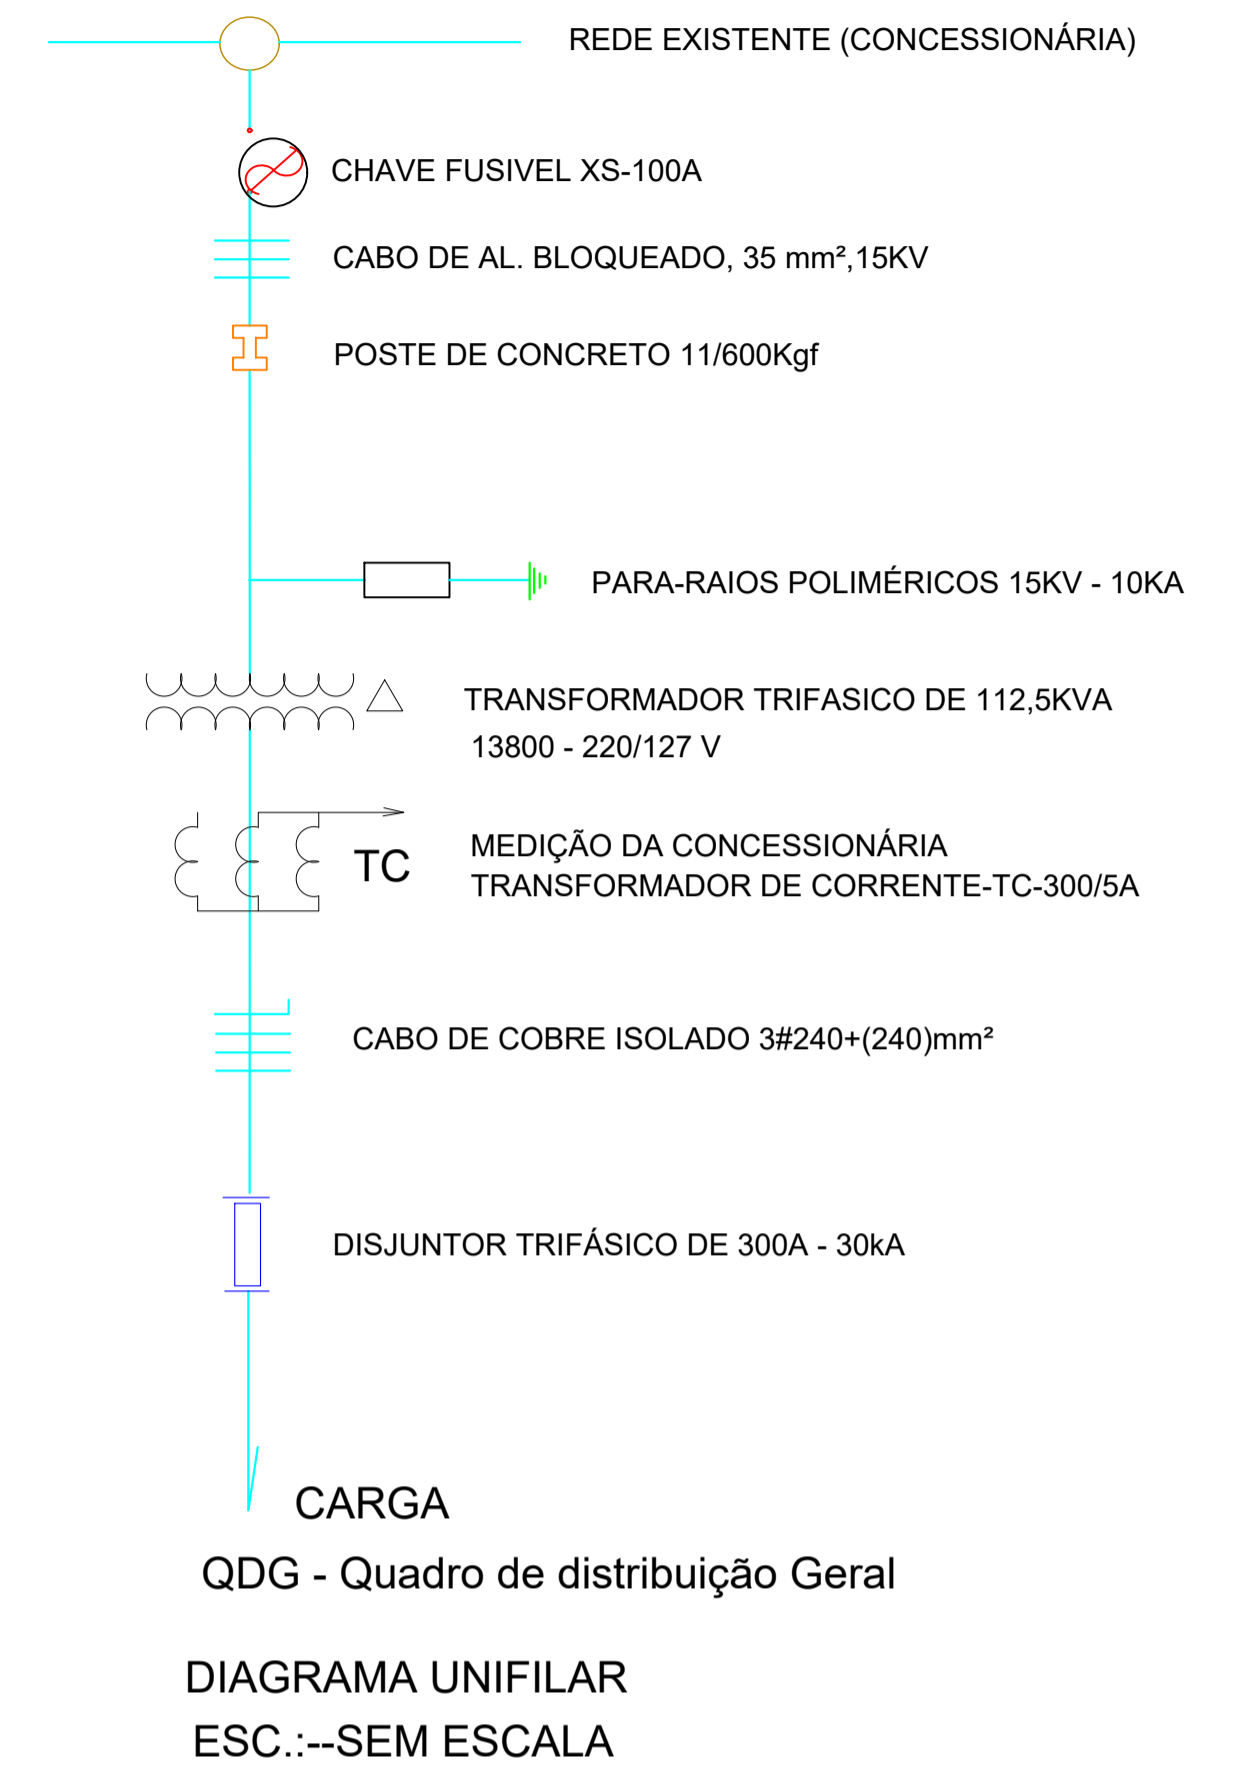 REDE EXISTENTE (CONCESSIONÁRIA)
CHAVE FUSIVEL XS-100A
CABO DE AL. BLOQUEADO, 35 mm²,15KV
POSTE DE CONCRETO 11/600Kgf
PARA-RAIOS POLIMÉRICOS 15KV - 10KA
TRANSFORMADOR TRIFASICO DE 112,5KVA
13800 - 220/127 V
TC
MEDIÇÃO DA CONCESSIONÁRIA
TRANSFORMADOR DE CORRENTE-TC-300/5A
CABO DE COBRE ISOLADO 3#240+(240)mm²
DISJUNTOR TRIFÁSICO DE 300A - 30kA
CARGA
QDG - Quadro de distribuição Geral
DIAGRAMA UNIFILAR
ESC.:--SEM ESCALA